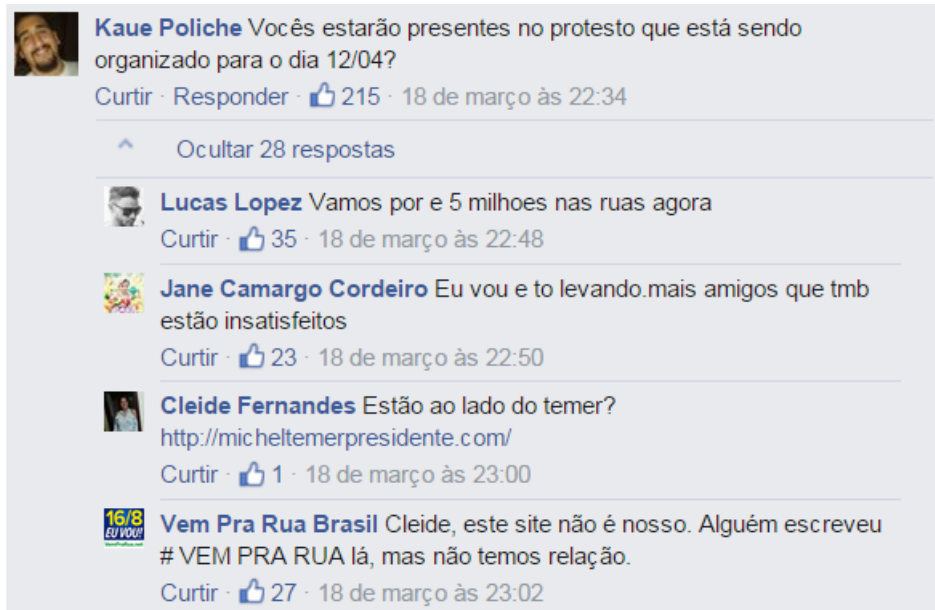 Kaue Poliche Vocês estarão presentes no protesto que está sendo
organizado para o dia 12/04?
Curtir · Responder · 215 · 18 de março às 22:34
Ocultar 28 respostas
Lucas Lopez Vamos por e 5 milhoes nas ruas agora
Curtir · 35 · 18 de março às 22:48
Jane Camargo Cordeiro Eu vou e to levando.mais amigos que tmb
estão insatisfeitos
Curtir · 23 · 18 de março às 22:50
Cleide Fernandes Estão ao lado do temer?
http://micheltemerpresidente.com/
Curtir · 1 · 18 de março às 23:00
16/8
EU VOU!
VemPraRua.net
Vem Pra Rua Brasil Cleide, este site não é nosso. Alguém escreveu
# VEM PRA RUA lá, mas não temos relação.
Curtir · 27 · 18 de março às 23:02